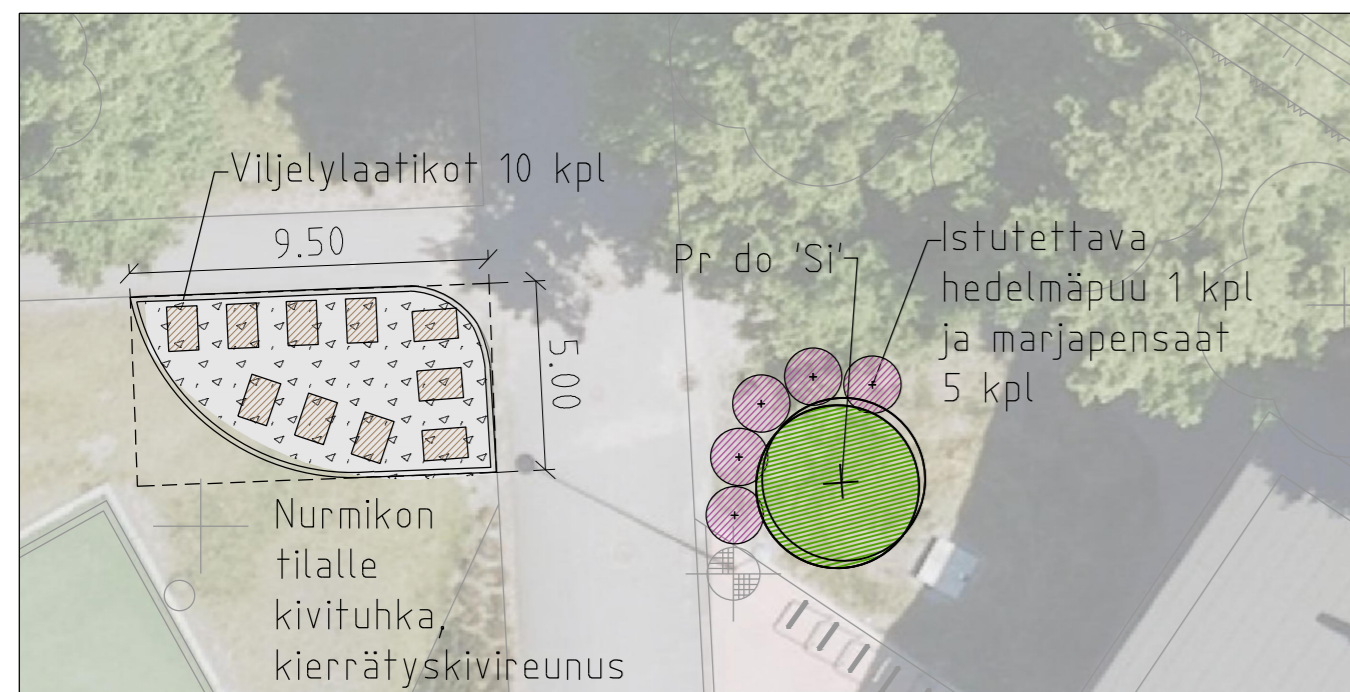 Viljelylaatikot 10 kpl
9.50
5.00
Pr do 'Si'
Istutettava
hedelmäpuu 1 kpl
ja marjapensaat
5 kpl
Nurmikon
tilalle
kivituhka,
kierrätyskivireunus